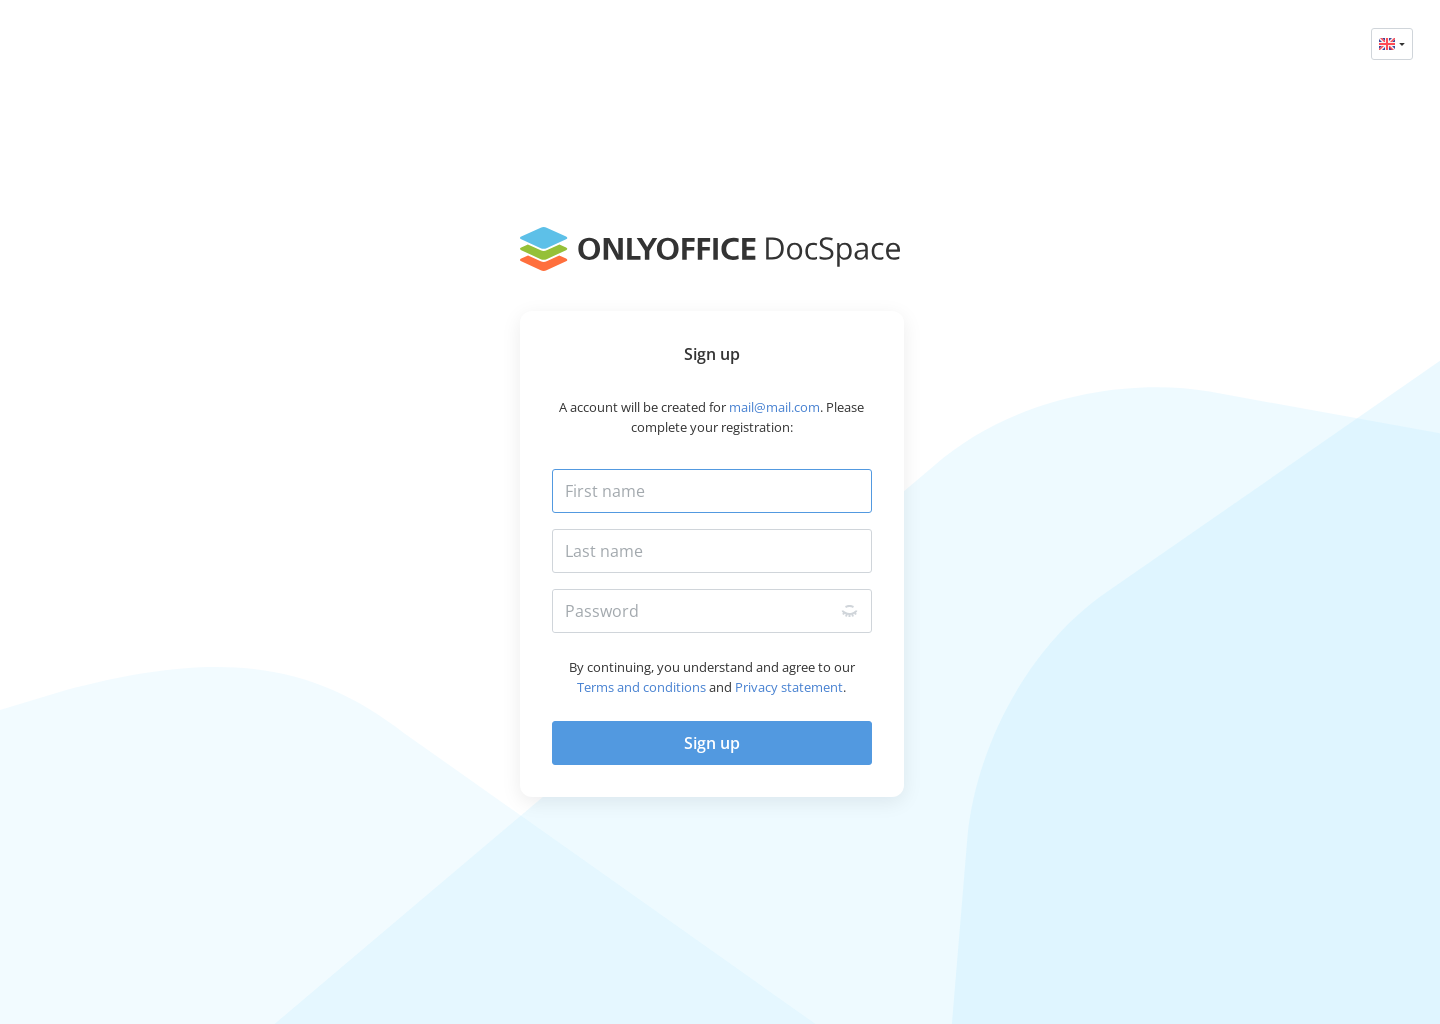 ONLYOFFICE DocSpace
Sign up
A account will be created for mail@mail.com. Please
complete your registration:
First name
Last name
Password
By continuing, you understand and agree to our
Terms and conditions and Privacy statement.
Sign up